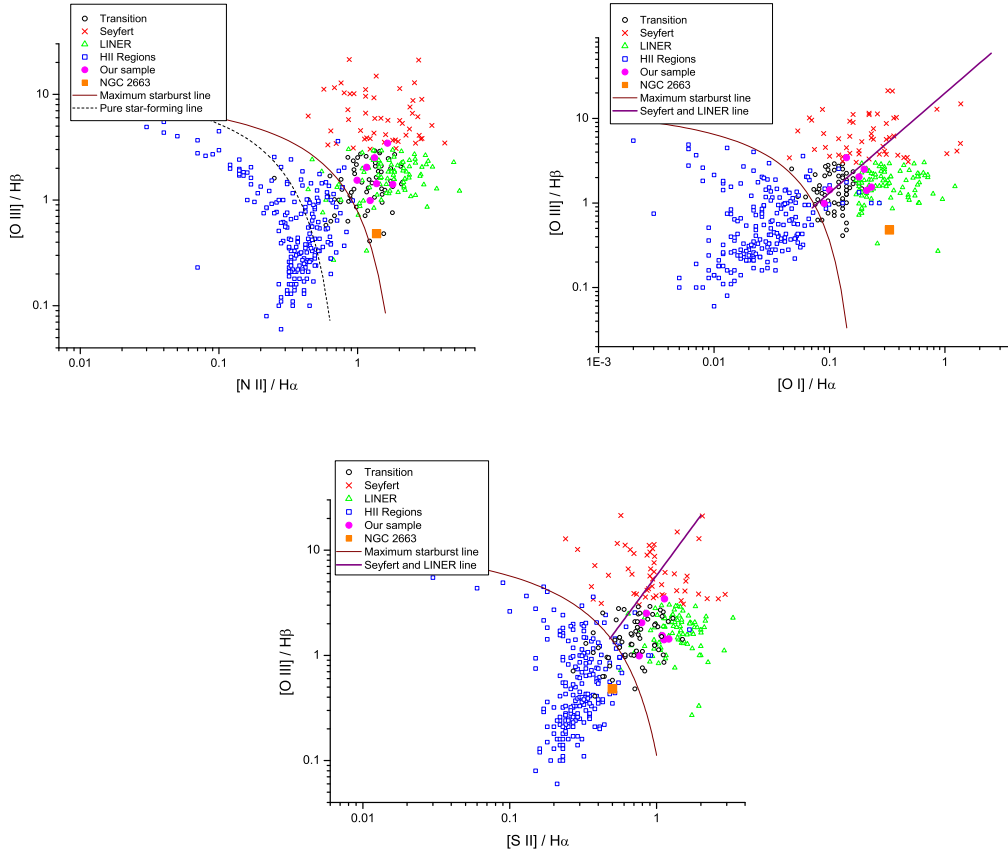 Transition
Seyfert
LINER
HII Regions
Our sample
NGC 2663
Maximum starburst line
Pure star-forming line
10
1
0.1
0.01
0.1
1
[O III] / Hβ
[N II] / Hα
Transition
Seyfert
LINER
HII Regions
Our sample
NGC 2663
Maximum starburst line
Seyfert and LINER line
10
1
0.1
1E-3
0.01
0.1
1
[O III] / Hβ
[O I] / Hα
Transition
Seyfert
LINER
HII Regions
Our sample
NGC 2663
Maximum starburst line
Seyfert and LINER line
10
1
0.1
0.01
0.1
1
[O III] / Hβ
[S II] / Hα